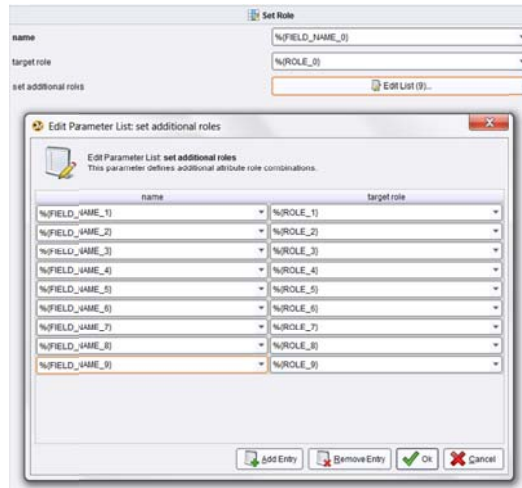 Set Role
name %{FIELD_NAME_0}
target role %{ROLE_0}
set additional roles Edit List (9)...
Edit Parameter List: set additional roles
Edit Parameter List: set additional roles
This parameter defines additional attribute role combinations.
name target role
%{FIELD_NAME_1} %{ROLE_1}
%{FIELD_NAME_2} %{ROLE_2}
%{FIELD_NAME_3} %{ROLE_3}
%{FIELD_NAME_4} %{ROLE_4}
%{FIELD_NAME_5} %{ROLE_5}
%{FIELD_NAME_6} %{ROLE_6}
%{FIELD_NAME_7} %{ROLE_7}
%{FIELD_NAME_8} %{ROLE_8}
%{FIELD_NAME_9} %{ROLE_9}
Add Entry Remove Entry Ok Cancel